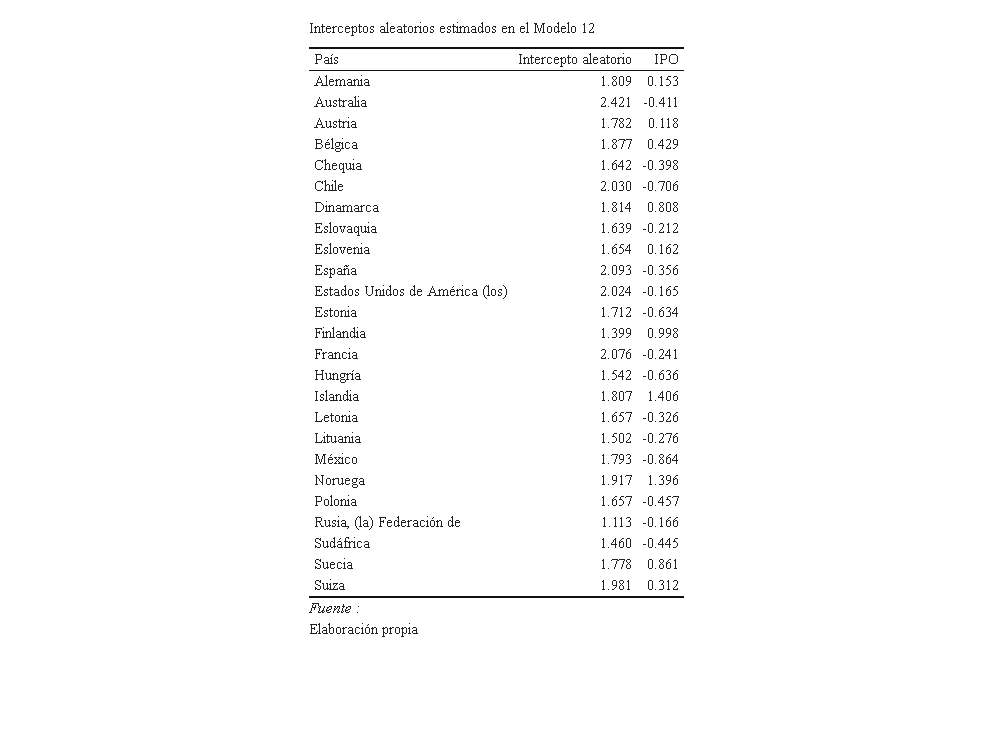 Interceptos aleatorios estimados en el Modelo 12
País Intercepto aleatorio IPO
Alemania 1.809 0.153
Australia 2.421 -0.411
Austria 1.782 0.118
Bélgica 1.877 0.429
Chequia 1.642 -0.398
Chile 2.030 -0.706
Dinamarca 1.814 0.808
Eslovaquia 1.639 -0.212
Eslovenia 1.654 0.162
España 2.093 -0.356
Estados Unidos de América (los) 2.024 -0.165
Estonia 1.712 -0.634
Finlandia 1.399 0.998
Francia 2.076 -0.241
Hungría 1.542 -0.636
Islandia 1.807 1.406
Letonia 1.657 -0.326
Lituania 1.502 -0.276
México 1.793 -0.864
Noruega 1.917 1.396
Polonia 1.657 -0.457
Rusia, (la) Federación de 1.113 -0.166
Sudáfrica 1.460 -0.445
Suecia 1.778 0.861
Suiza 1.981 0.312
Fuente :
Elaboración propia